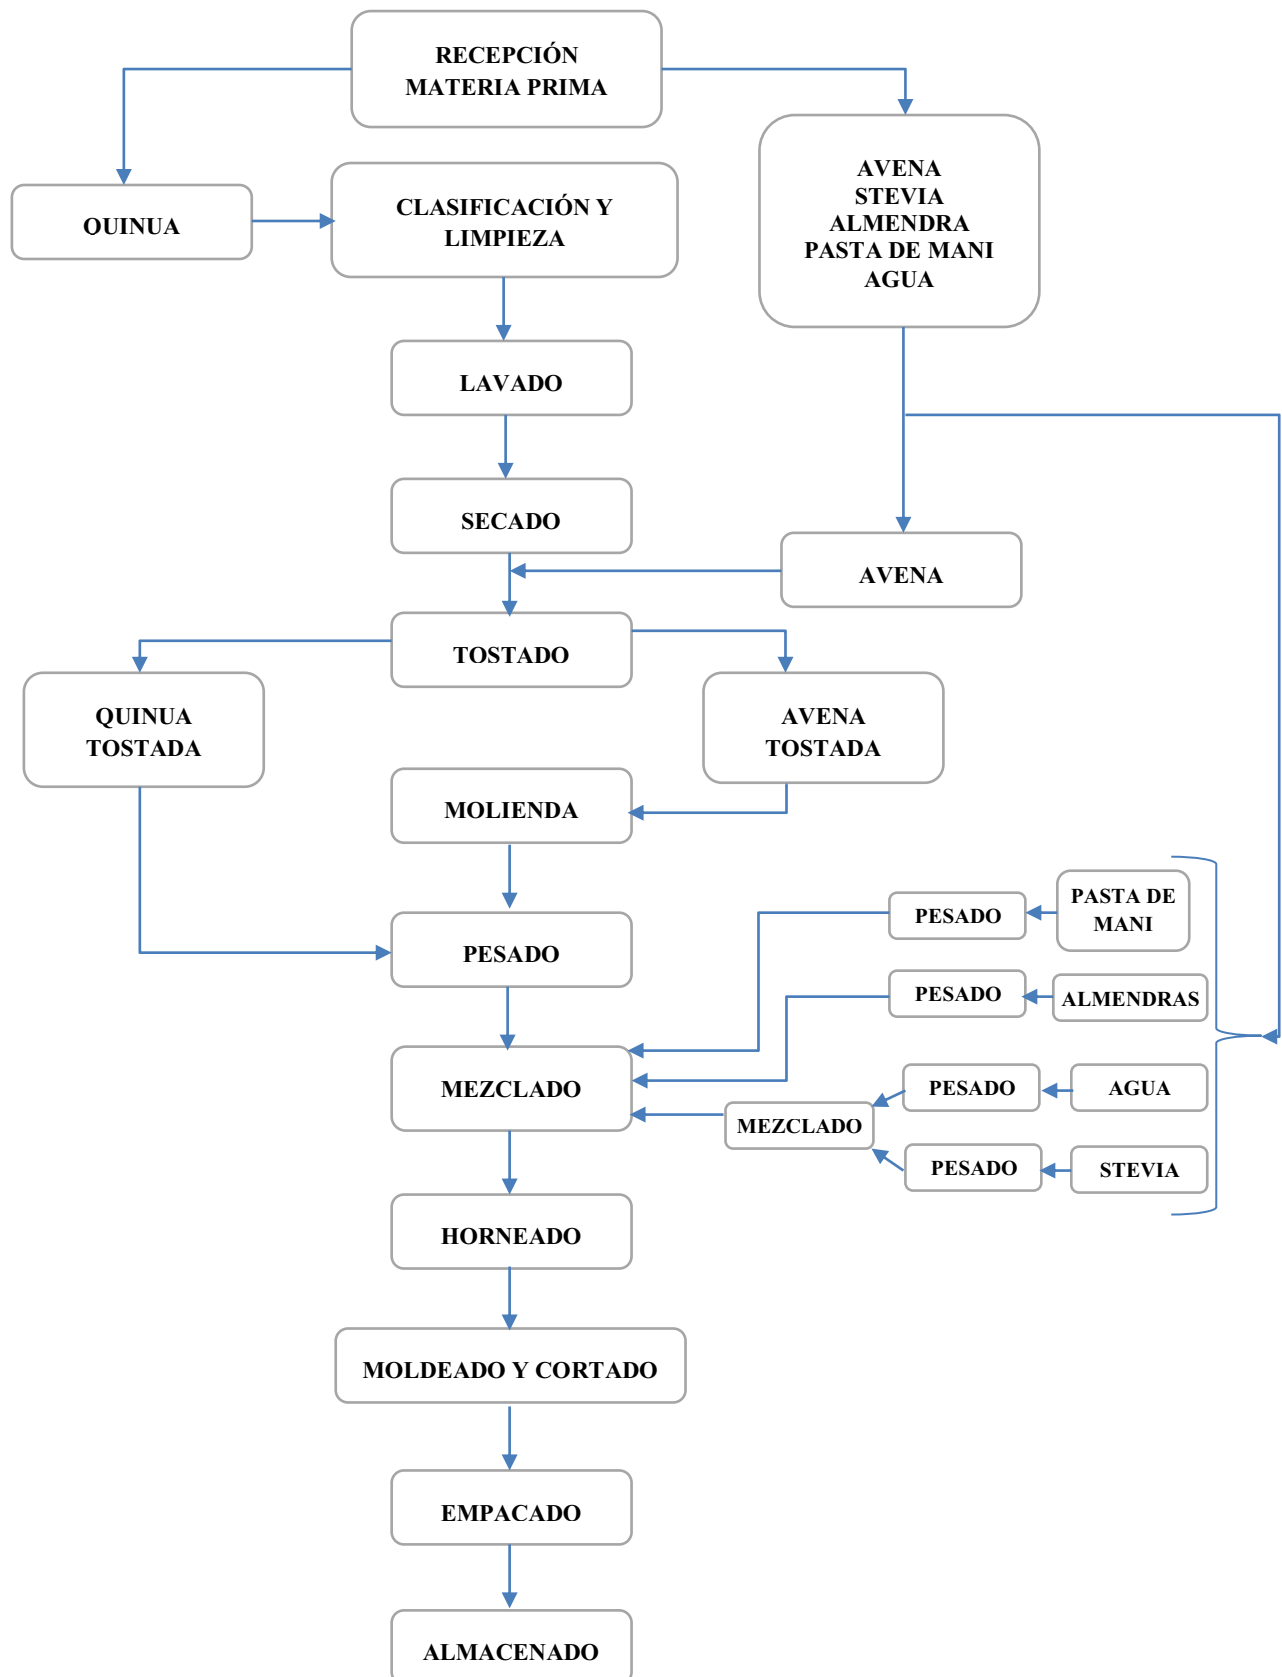 RECEPCIÓN
MATERIA PRIMA
AVENA
STEVIA
ALMENDRA
PASTA DE MANI
AGUA
QUINUA
CLASIFICACIÓN Y
LIMPIEZA
LAVADO
SECADO
AVENA
TOSTADO
QUINUA
TOSTADA
AVENA
TOSTADA
MOLIENDA
PESADO
PASTA DE
MANI
PESADO
PESADO
ALMENDRAS
MEZCLADO
PESADO
AGUA
MEZCLADO
PESADO
STEVIA
HORNEADO
MOLDEADO Y CORTADO
EMPACADO
ALMACENADO